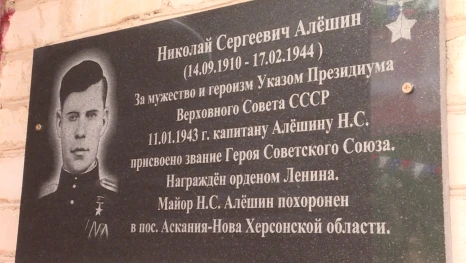 Николай Сергеевич Алёшин
(14.09.1910 - 17.02.1944 )
За мужество и героизм Указом Президиума
Верховного Совета СССР
11.01.1943 г. капитану Алёшину Н.С.
присвоено звание Героя Советского Союза.
Награждён орденом Ленина.
Майор Н.С. Алёшин похоронен
в пос. Аскания-Нова Херсонской области.